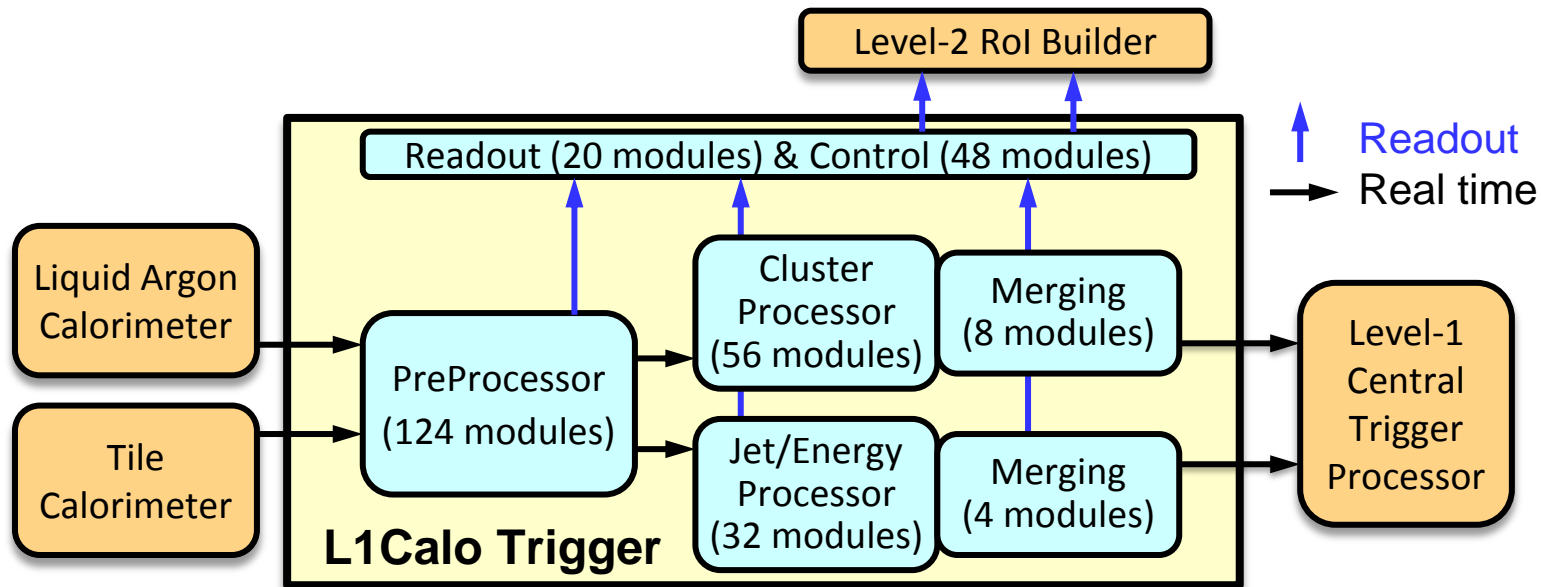 Level-2 RoI Builder
Readout (20 modules) & Control (48 modules)
Readout
Real time
Liquid Argon
Calorimeter
Tile
Calorimeter
PreProcessor
(124 modules)
Cluster
Processor
(56 modules)
Merging
(8 modules)
Jet/Energy
Processor
(32 modules)
Merging
(4 modules)
Level-1
Central
Trigger
Processor
L1Calo Trigger